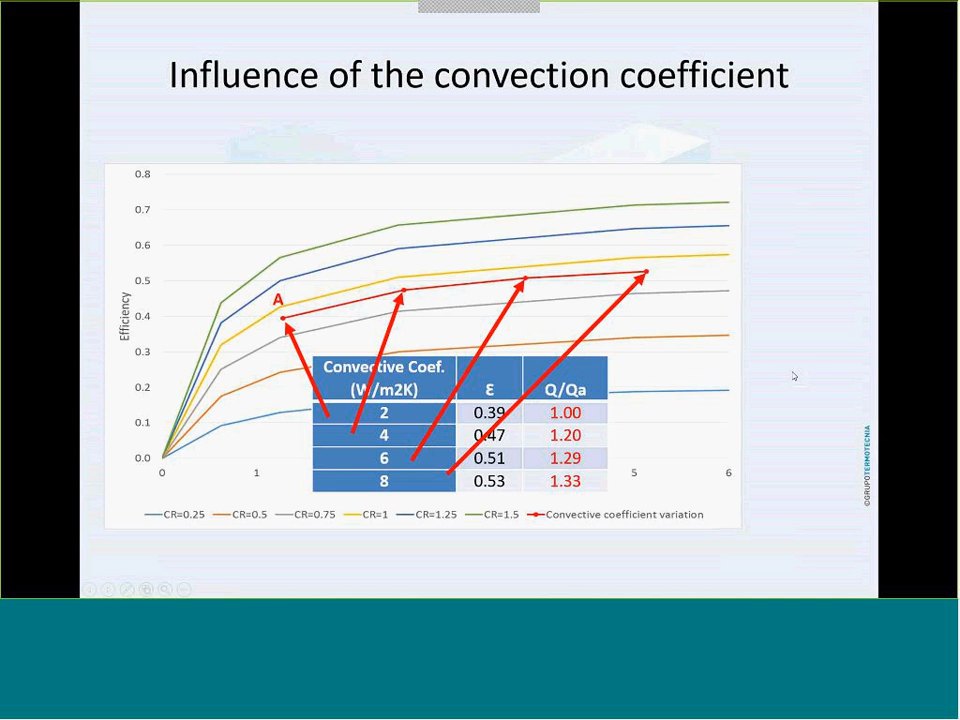 Influence of the convection coefficient
0.8
0.7
0.6
0.5
0.4
0.3
0.2
0.1
0.0
Efficiency
A
Convective Coef. (W/m2K) Ɛ Q/Qa
2 0.39 1.00
4 0.47 1.20
6 0.51 1.29
8 0.53 1.33
0 1 5 6
CR=0.25 CR=0.5 CR=0.75 CR=1 CR=1.25 CR=1.5 Convective coefficient variation
©GRUPOTERMOTECNIA